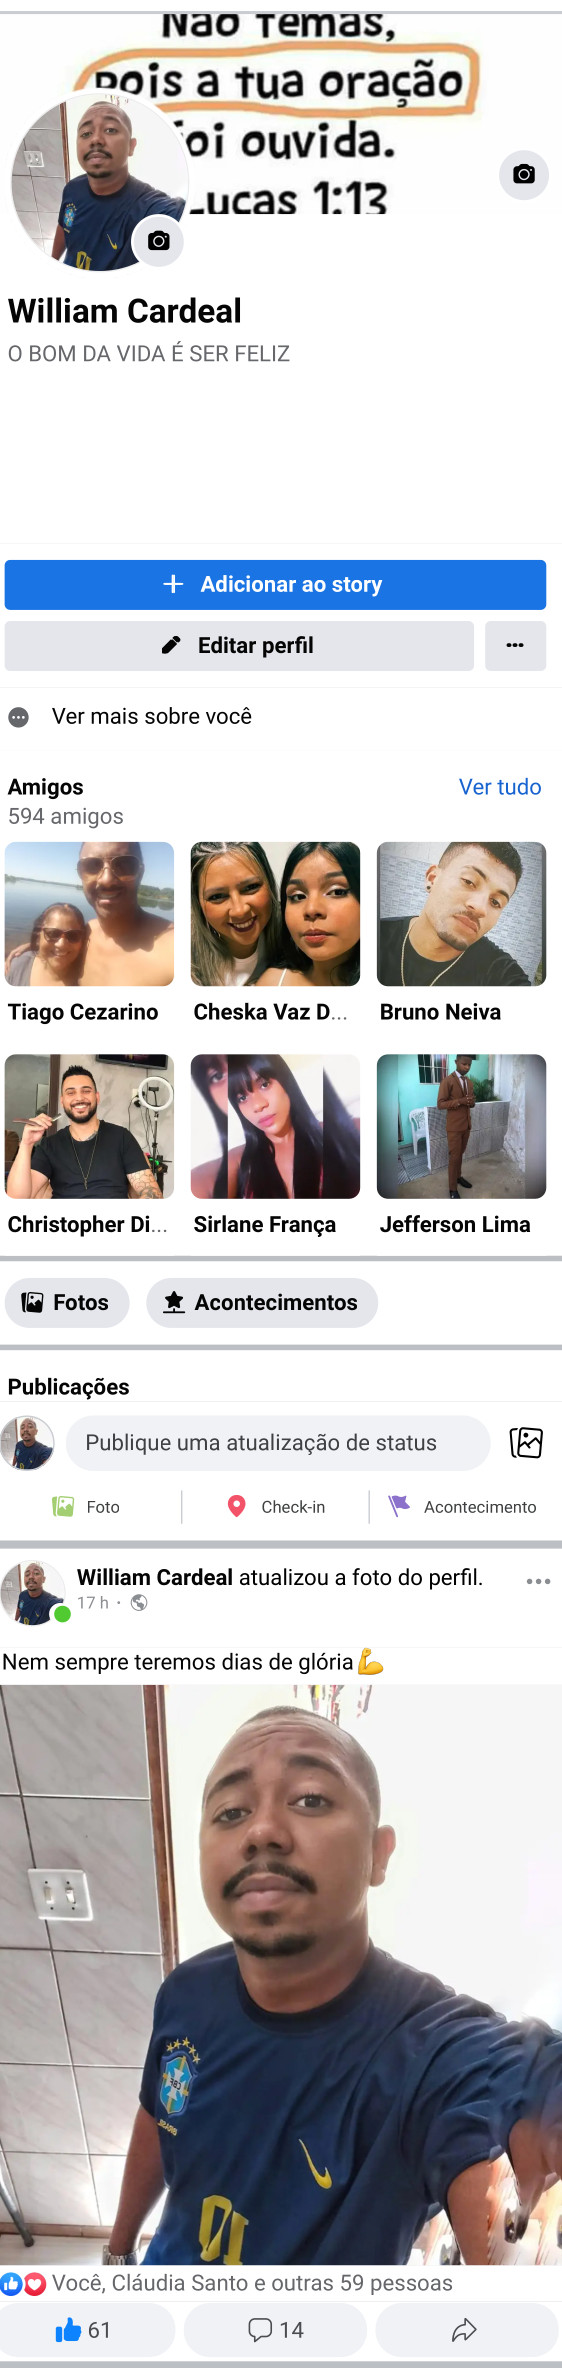 Não Temas,
pois a tua oração
foi ouvida.
Lucas 1:13
William Cardeal
O BOM DA VIDA É SER FELIZ
Adicionar ao story
Editar perfil
Ver mais sobre você
Amigos
Ver tudo
594 amigos
Tiago Cezarino
Cheska Vaz D...
Bruno Neiva
Christopher Di...
Sirlane França
Jefferson Lima
Fotos
Acontecimentos
Publicações
Publique uma atualização de status
Foto
Check-in
Acontecimento
William Cardeal atualizou a foto do perfil.
17 h
Nem sempre teremos dias de glória💪
CBF
BRASIL
10
Você, Cláudia Santo e outras 59 pessoas
61
14